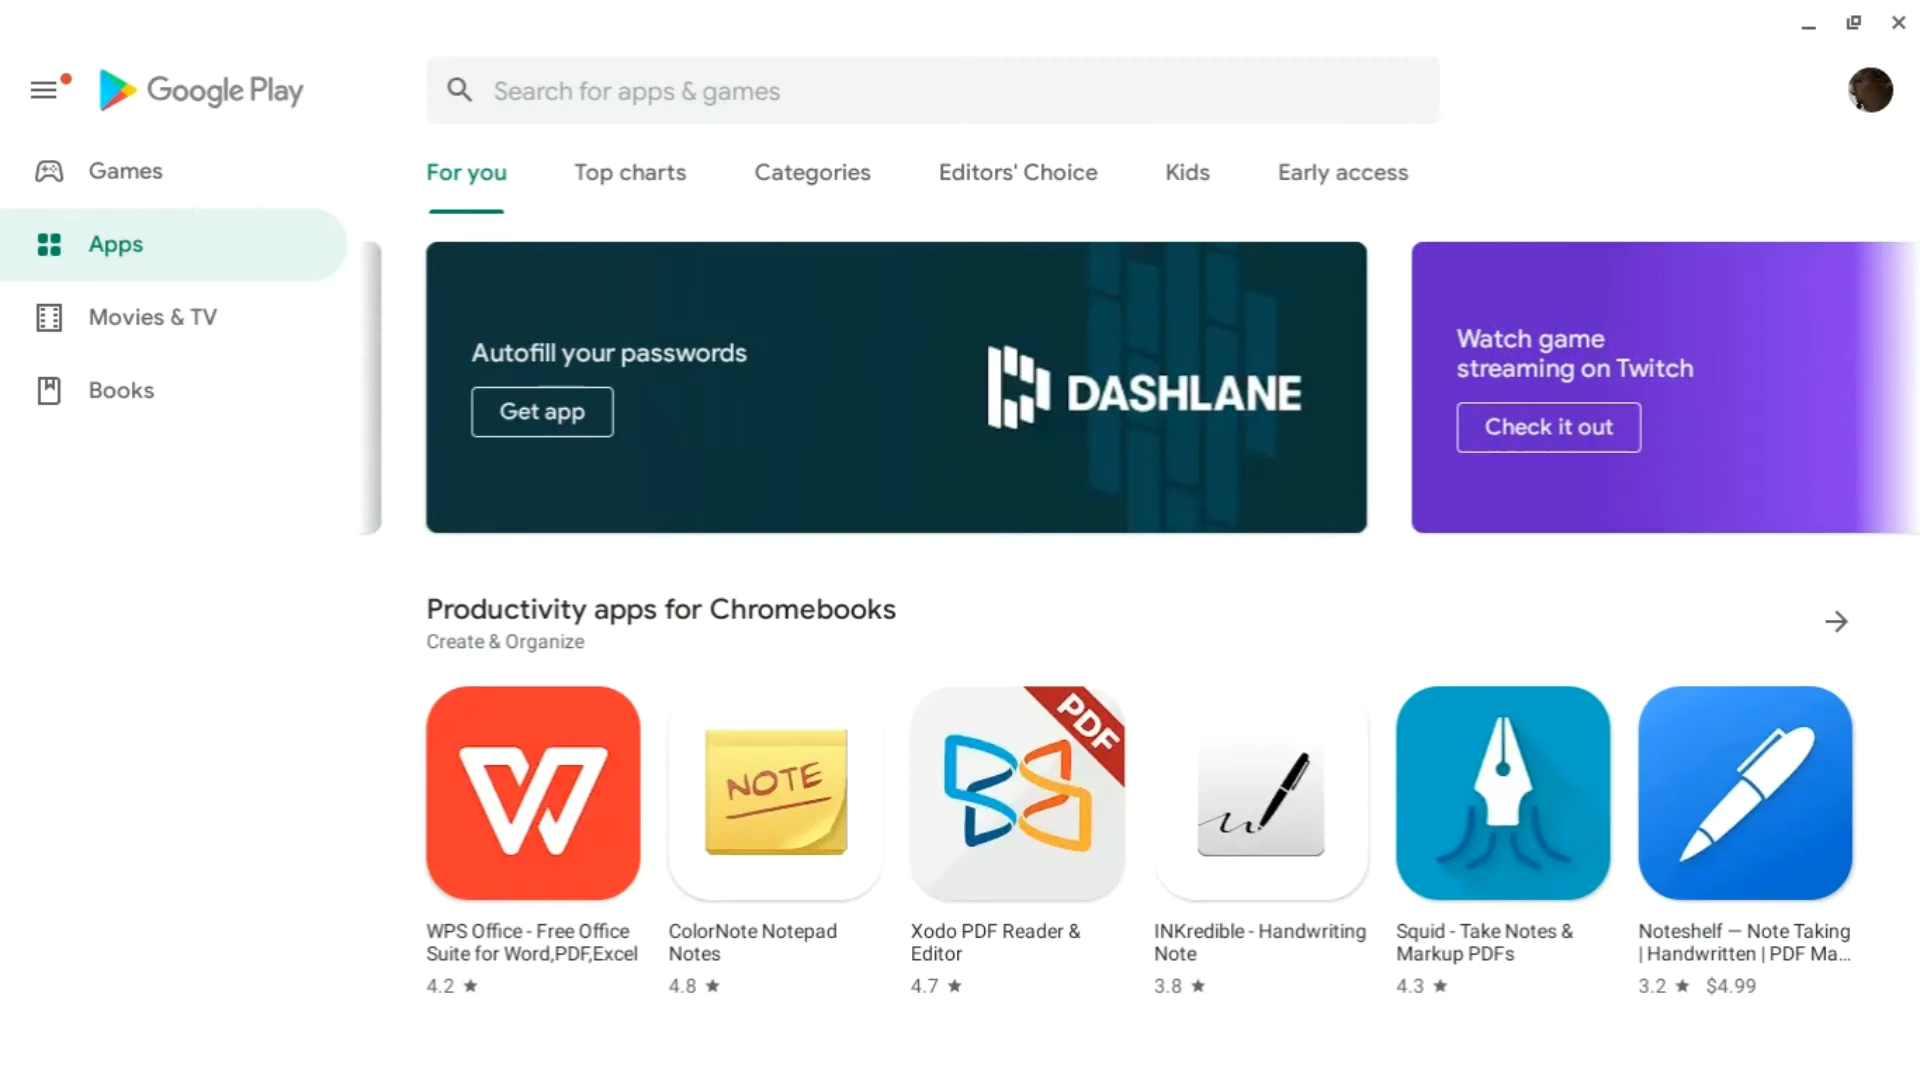 Google Play
Search for apps & games
Games
Apps
Movies & TV
Books
For you
Top charts
Categories
Editors' Choice
Kids
Early access
Autofill your passwords
Get app
DASHLANE
Watch game
streaming on Twitch
Check it out
Productivity apps for Chromebooks
Create & Organize
NOTE
PDF
WPS Office - Free Office
Suite for Word,PDF,Excel
4.2 ★
ColorNote Notepad
Notes
4.8 ★
Xodo PDF Reader &
Editor
4.7 ★
INKredible - Handwriting
Note
3.8 ★
Squid - Take Notes &
Markup PDFs
4.3 ★
Noteshelf — Note Taking
| Handwritten | PDF Ma...
3.2 ★ $4.99